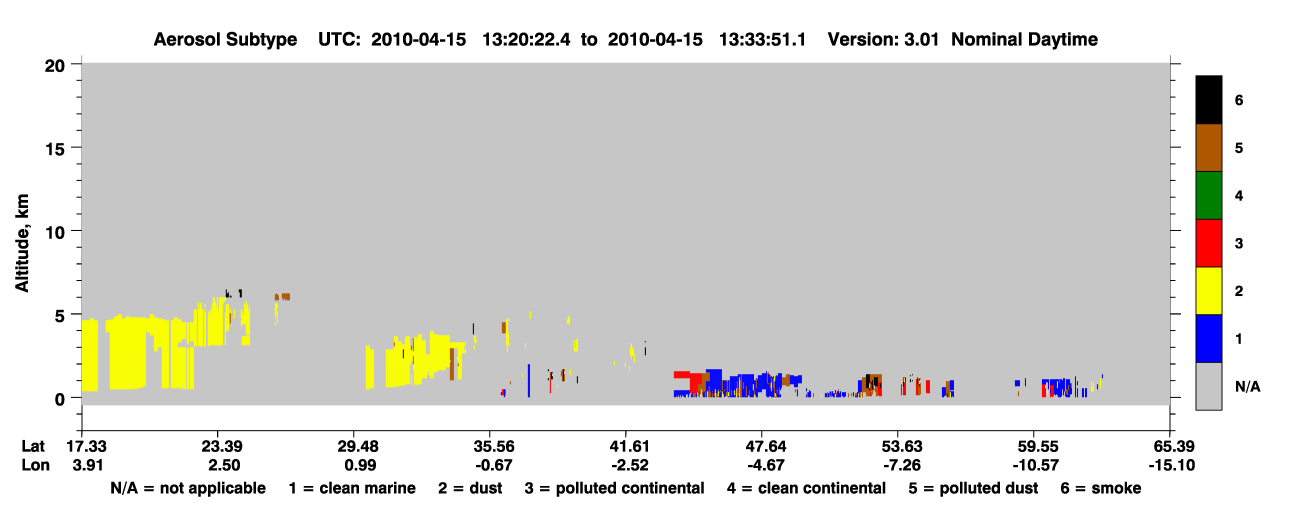 Aerosol Subtype UTC: 2010-04-15 13:20:22.4 to 2010-04-15 13:33:51.1 Version: 3.01 Nominal Daytime
Altitude, km
20
15
10
5
0
6
5
4
3
2
1
N/A
Lat 17.33 23.39 29.48 35.56 41.61 47.64 53.63 59.55 65.39
Lon 3.91 2.50 0.99 -0.67 -2.52 -4.67 -7.26 -10.57 -15.10
N/A = not applicable 1 = clean marine 2 = dust 3 = polluted continental 4 = clean continental 5 = polluted dust 6 = smoke